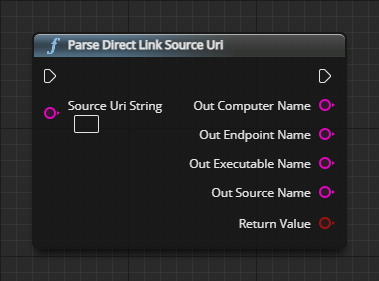 Parse Direct Link Source Uri
Source Uri String
Out Computer Name
Out Endpoint Name
Out Executable Name
Out Source Name
Return Value